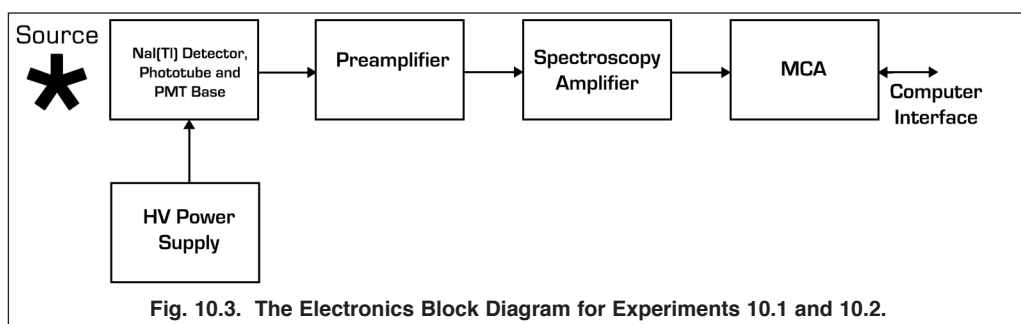 Source
NaI(Tl) Detector,
Phototube and
PMT Base
Preamplifier
Spectroscopy
Amplifier
MCA
Computer
Interface
HV Power
Supply
Fig. 10.3. The Electronics Block Diagram for Experiments 10.1 and 10.2.